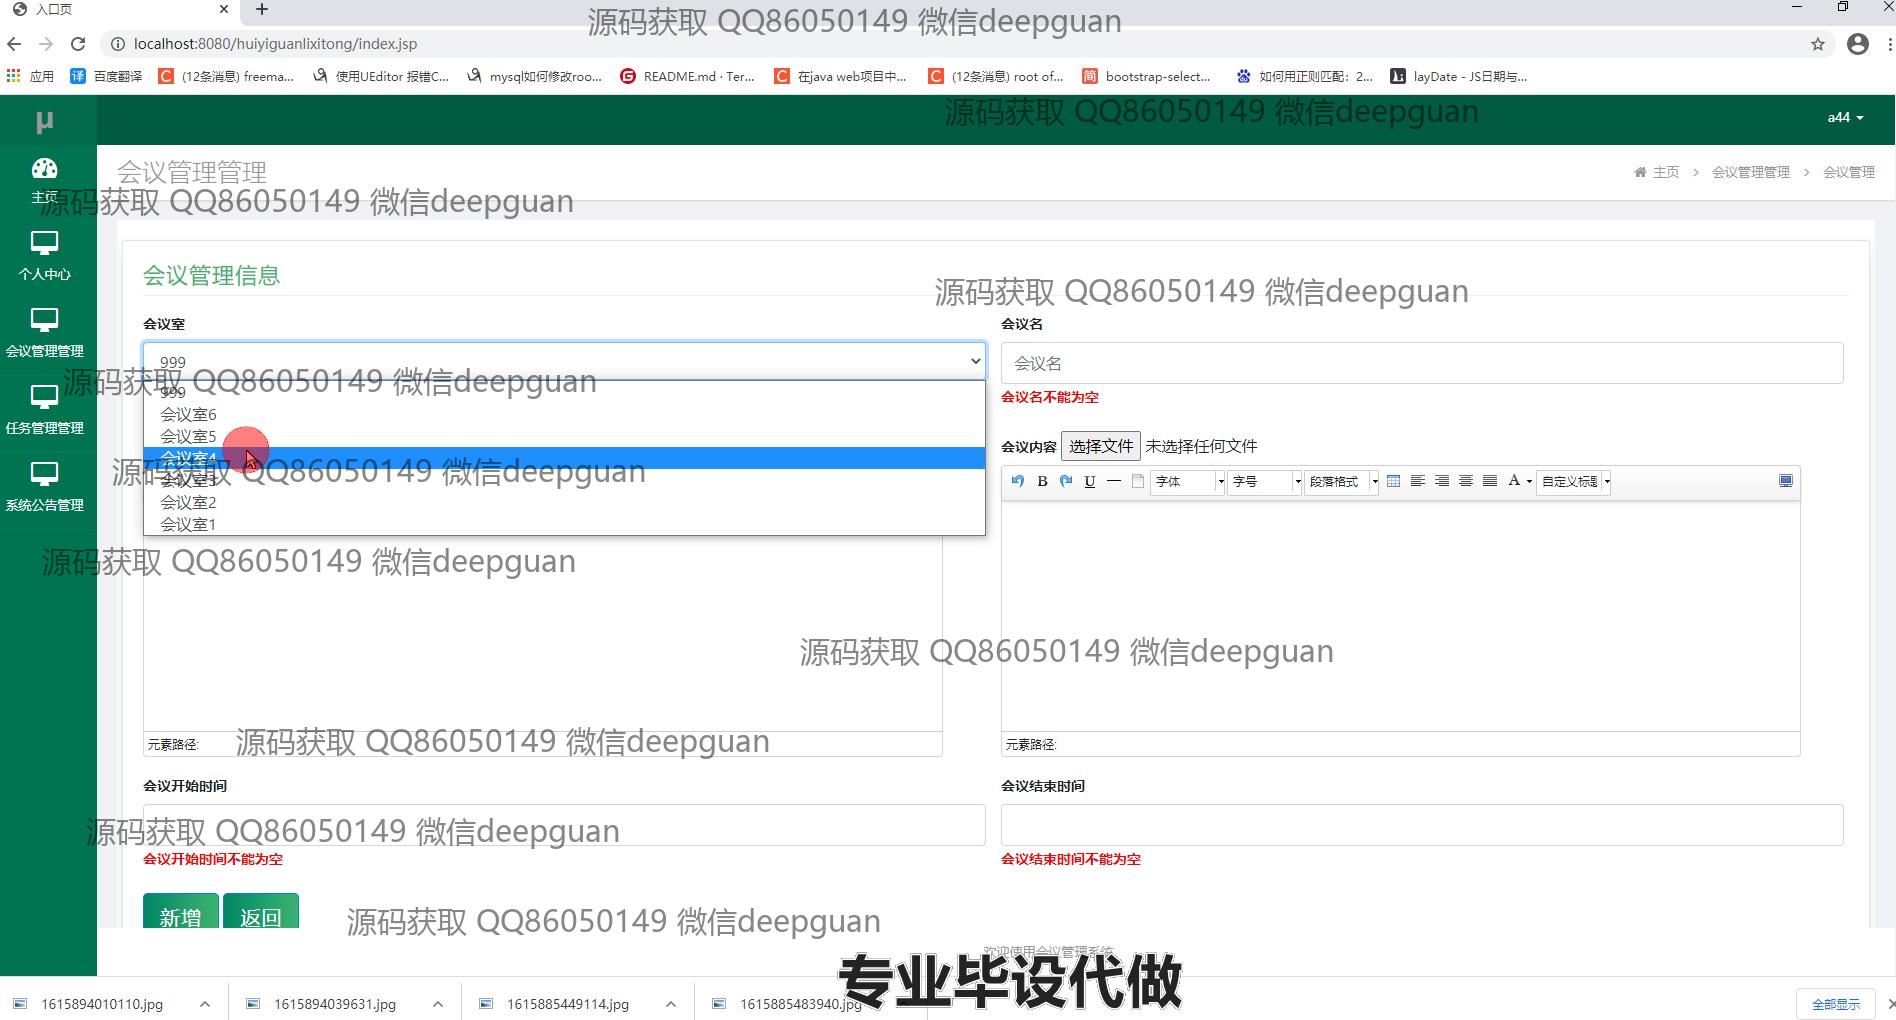 入口页
源码获取 QQ86050149 微信deepguan
localhost:8080/huiyiguanlixitong/index.jsp
应用 百度翻译 (12条消息) freema... 使用UEditor 报错C... mysql如何修改roo... README.md · Ter... 在java web项目中... (12条消息) root of... bootstrap-select... 如何用正则匹配：2... layDate - JS日期与...
μ
源码获取 QQ86050149 微信deepguan
a44
会议管理管理
主页 > 会议管理管理 > 会议管理
主页
源码获取 QQ86050149 微信deepguan
个人中心
会议管理信息
源码获取 QQ86050149 微信deepguan
会议室 会议名
会议管理管理
999 会议名
源码获取 QQ86050149 微信deepguan
999
会议名不能为空
会议室6
任务管理管理
会议室5
会议内容 选择文件 未选择任何文件
会议室4
源码获取 QQ86050149 微信deepguan
会议室3
B U 字体 字号 段落格式 A 自定义标题
会议室2
系统公告管理
会议室1
源码获取 QQ86050149 微信deepguan
源码获取 QQ86050149 微信deepguan
元素路径: 元素路径:
源码获取 QQ86050149 微信deepguan
会议开始时间 会议结束时间
源码获取 QQ86050149 微信deepguan
会议开始时间不能为空 会议结束时间不能为空
新增 返回
源码获取 QQ86050149 微信deepguan
欢迎使用会议管理系统
专业毕设代做
1615894010110.jpg 1615894039631.jpg 1615885449114.jpg 1615885483940.jpg 全部显示